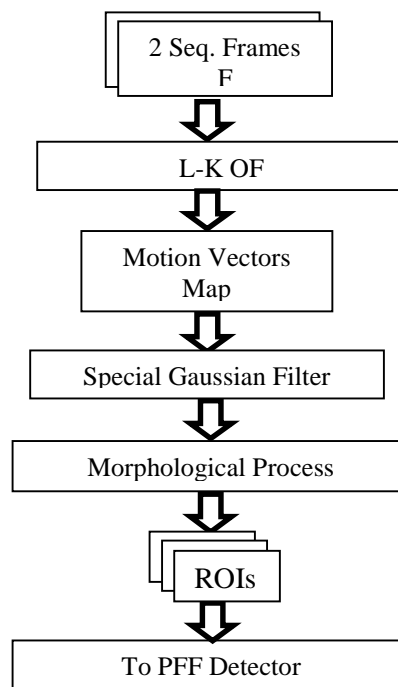 2 Seq. Frames
F
L-K OF
Motion Vectors
Map
Special Gaussian Filter
Morphological Process
ROIs
To PFF Detector